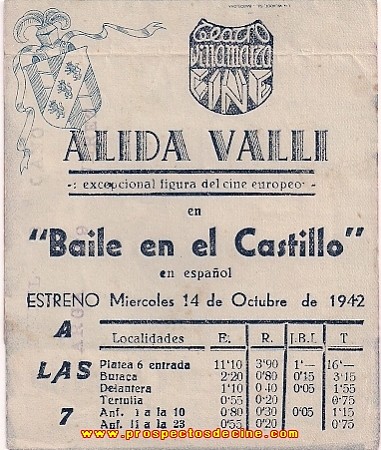 Teatro
Dinamarca
CINE
ALIDA VALLI
-: excepcional figura del cine europeo :-
en
"Baile en el Castillo"
en español
ESTRENO Miercoles 14 de Octubre de 1942
A LAS 7
Localidades E. R. I.B.I. T
Platea 6 entrada 11'10 3'90 1'— 16'—
Butaca 2'20 0'80 0'15 3'15
Delantera 1'10 0'40 0'05 1'55
Tertulia 0'55 0'20 0'75
Anf. 1 a la 10 0'80 0'30 0'05 1'15
Anf. 11 a la 23 0'55 0'20 0'75
www.prospectosdecine.com